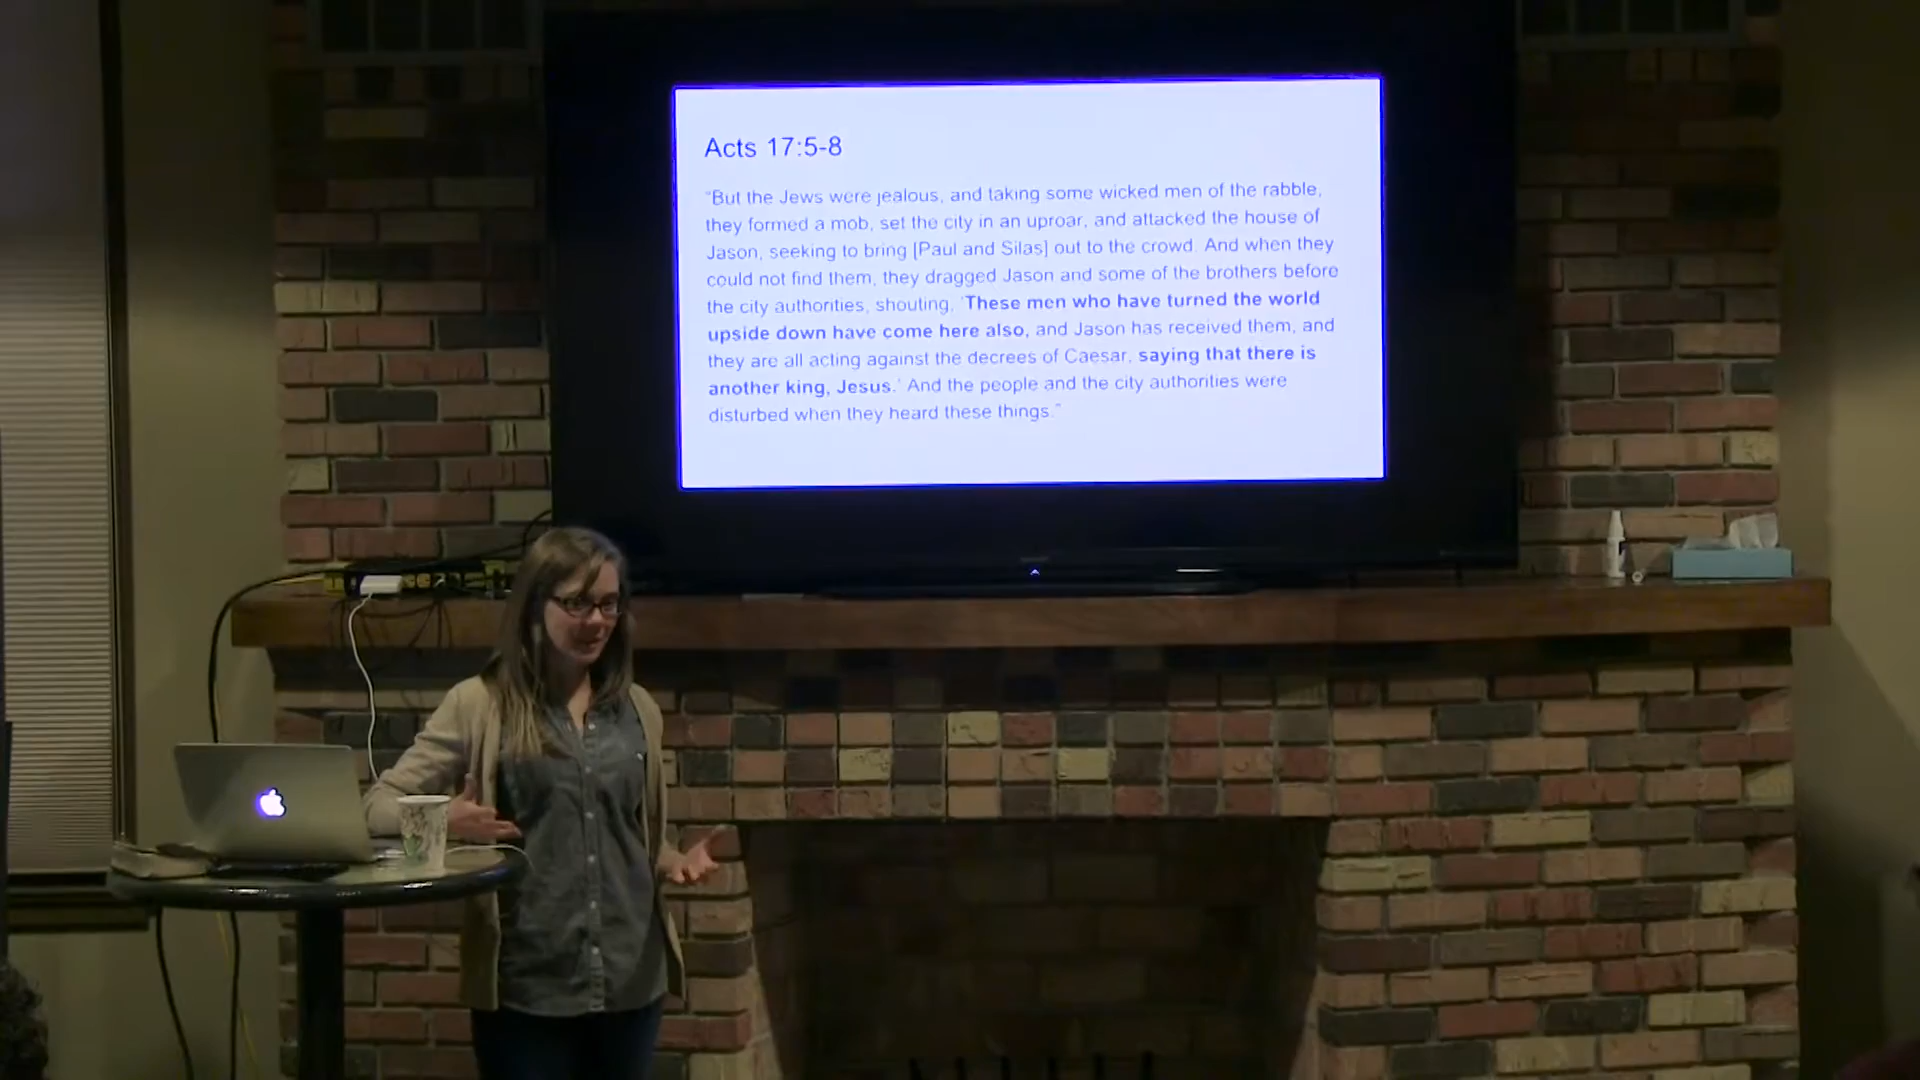 Acts 17:5-8
“But the Jews were jealous, and taking some wicked men of the rabble,
they formed a mob, set the city in an uproar, and attacked the house of
Jason, seeking to bring [Paul and Silas] out to the crowd. And when they
could not find them, they dragged Jason and some of the brothers before
the city authorities, shouting, ‘These men who have turned the world
upside down have come here also, and Jason has received them, and
they are all acting against the decrees of Caesar, saying that there is
another king, Jesus.’ And the people and the city authorities were
disturbed when they heard these things.”